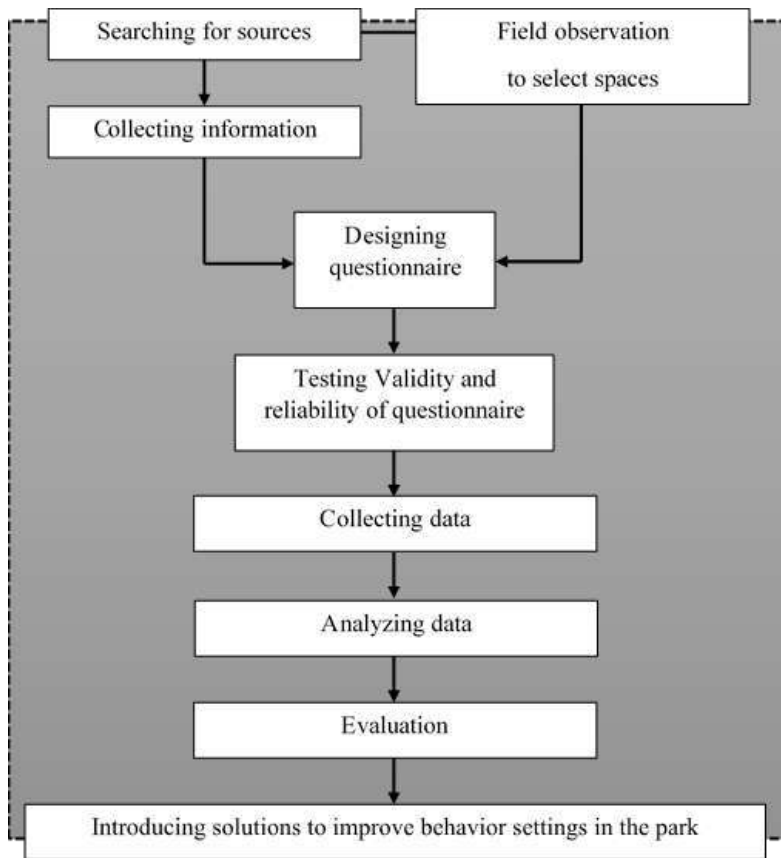 Searching for sources
Field observation
to select spaces
Collecting information
Designing
questionnaire
Testing Validity and
reliability of questionnaire
Collecting data
Analyzing data
Evaluation
Introducing solutions to improve behavior settings in the park